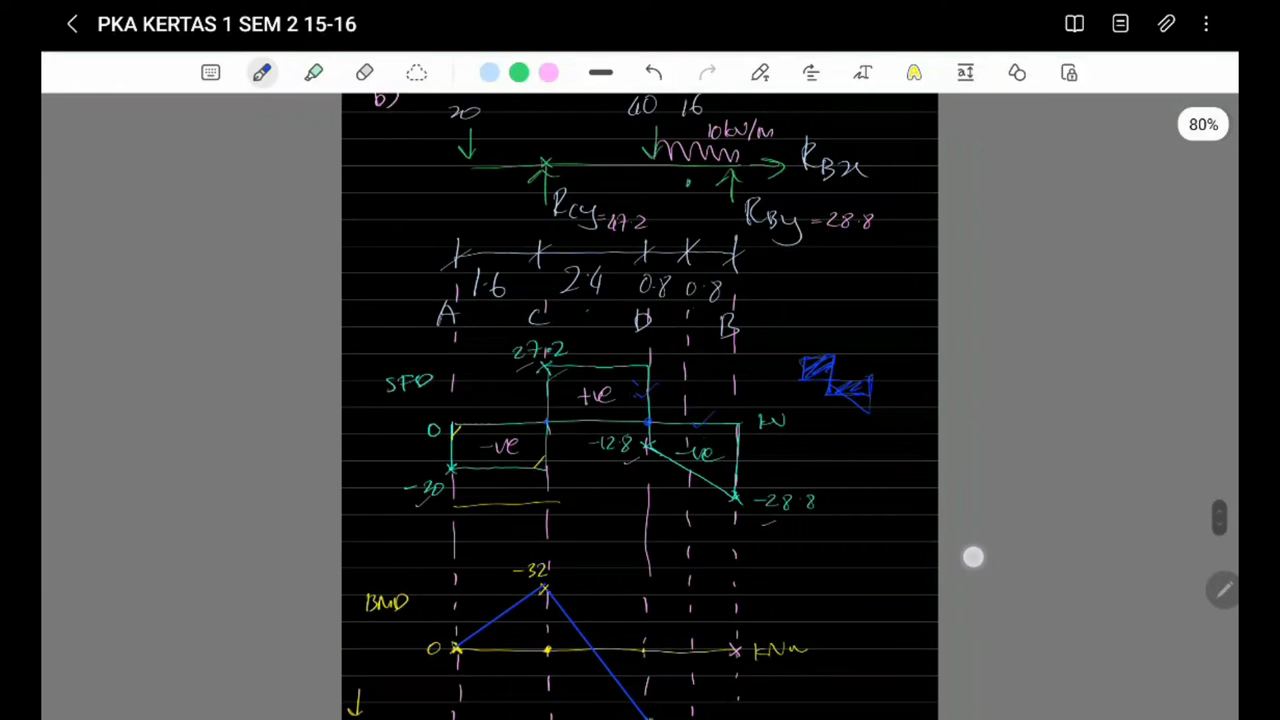 PKA KERTAS 1 SEM 2 15-16
80%
b)
20 40 16
10kN/m
RBx
RCy=47.2
RBy = 28.8
1.6 2.4 0.8 0.8
A C D B
27.2
SFD
+ve
0
kN
-ve
-12.8
-ve
-20
-28.8
-32
BMD
0
kNm